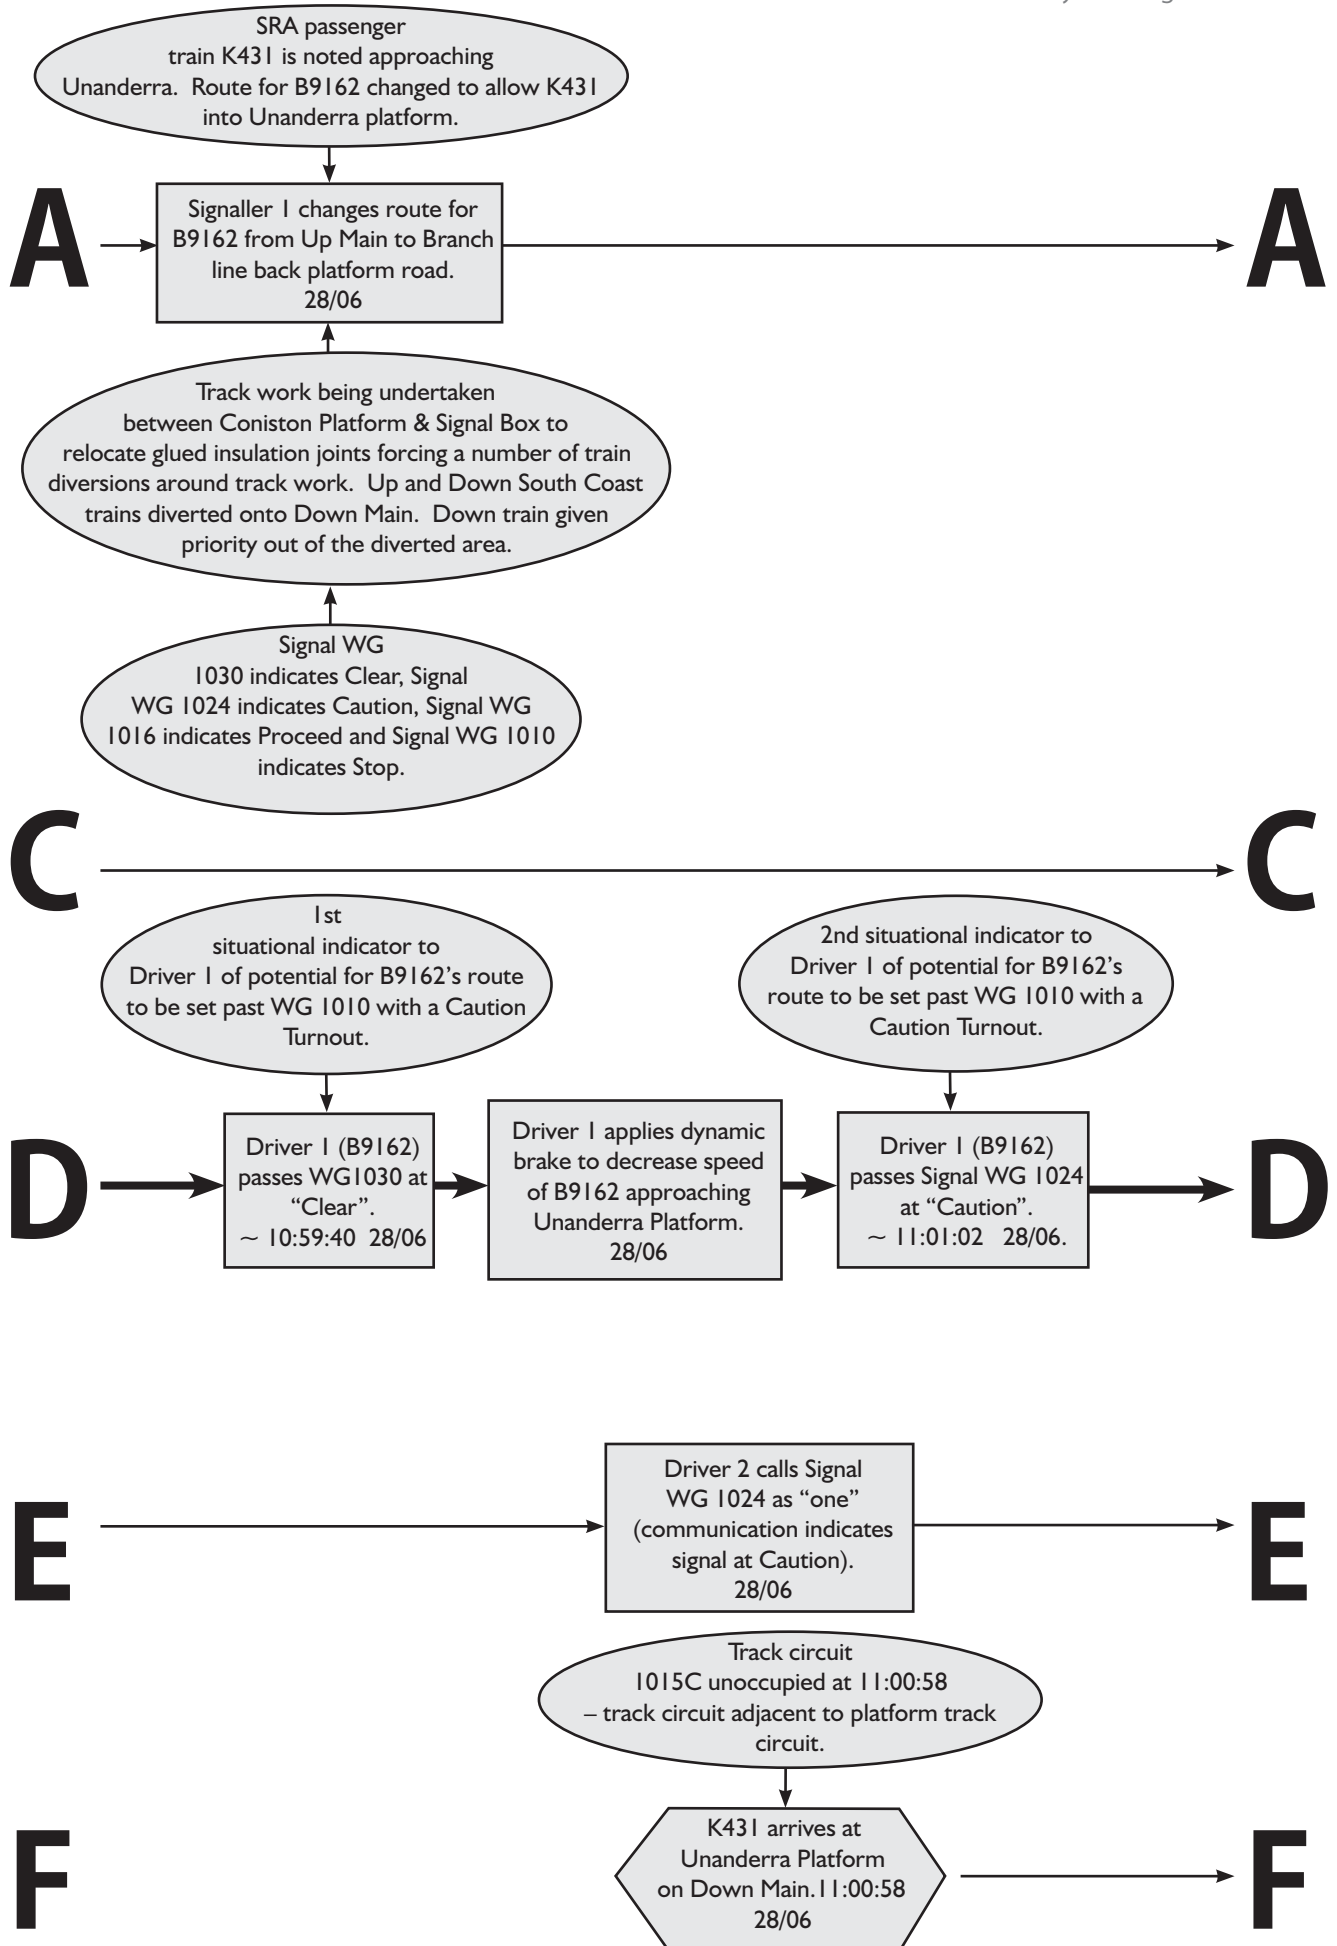 SRA passenger
train K431 is noted approaching
Unanderra. Route for B9162 changed to allow K431
into Unanderra platform.
A
Signaller 1 changes route for
B9162 from Up Main to Branch
line back platform road.
28/06
A
Track work being undertaken
between Coniston Platform & Signal Box to
relocate glued insulation joints forcing a number of train
diversions around track work. Up and Down South Coast
trains diverted onto Down Main. Down train given
priority out of the diverted area.
Signal WG
1030 indicates Clear, Signal
WG 1024 indicates Caution, Signal WG
1016 indicates Proceed and Signal WG 1010
indicates Stop.
C
C
1st
situational indicator to
Driver 1 of potential for B9162's route
to be set past WG 1010 with a Caution
Turnout.
2nd situational indicator to
Driver 1 of potential for B9162's
route to be set past WG 1010 with a
Caution Turnout.
D
Driver 1 (B9162)
passes WG1030 at
“Clear”.
~ 10:59:40 28/06
Driver 1 applies dynamic
brake to decrease speed
of B9162 approaching
Unanderra Platform.
28/06
Driver 1 (B9162)
passes Signal WG 1024
at “Caution”.
~ 11:01:02 28/06.
D
E
Driver 2 calls Signal
WG 1024 as “one”
(communication indicates
signal at Caution).
28/06
E
Track circuit
1015C unoccupied at 11:00:58
– track circuit adjacent to platform track
circuit.
F
K431 arrives at
Unanderra Platform
on Down Main.11:00:58
28/06
F